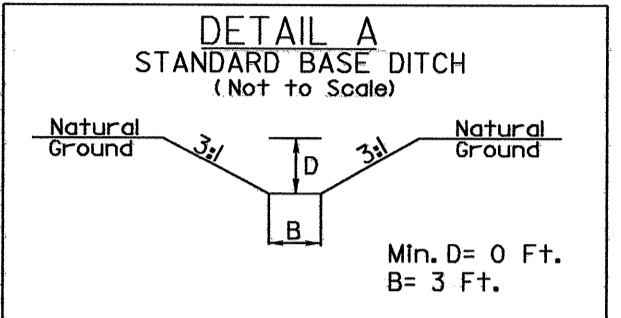 DETAIL A
STANDARD BASE DITCH
(Not to Scale)
Natural
Ground
3:1
D
3:1
Natural
Ground
B
Min. D= 0 Ft.
B= 3 Ft.